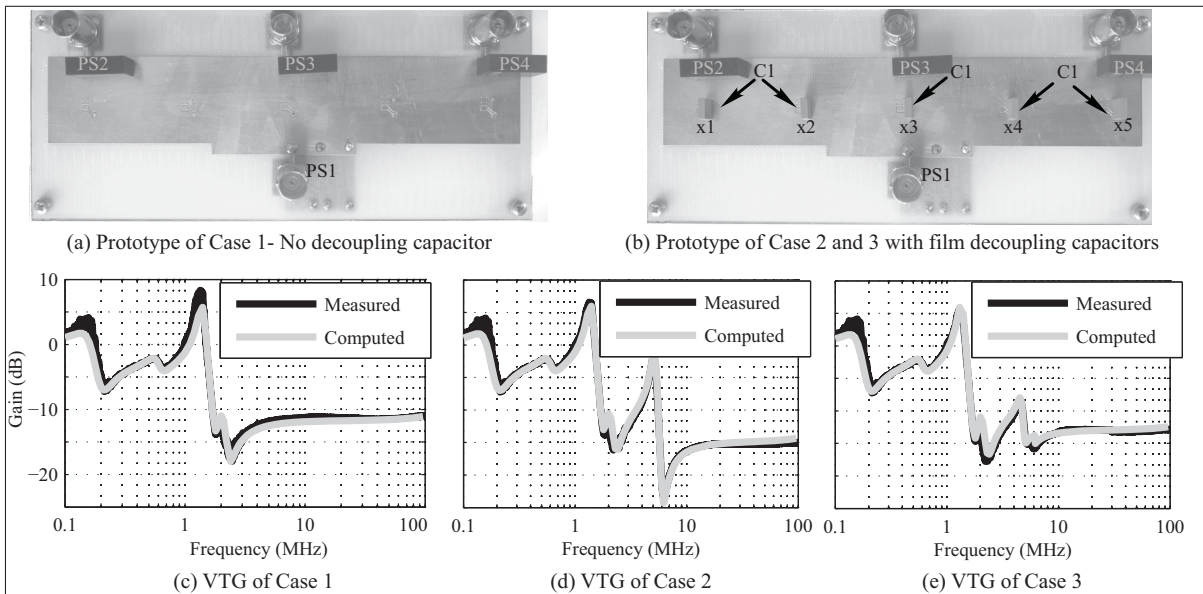 PS2 PS3 PS4
PS1
(a) Prototype of Case 1- No decoupling capacitor
PS2 C1 PS3 C1 C1 PS4
x1 x2 x3 x4 x5
PS1
(b) Prototype of Case 2 and 3 with film decoupling capacitors
Gain (dB)
10
0
−10
−20
Measured
Computed
0.1 1 10 100
Frequency (MHz)
(c) VTG of Case 1
Measured
Computed
0.1 1 10 100
Frequency (MHz)
(d) VTG of Case 2
Measured
Computed
0.1 1 10 100
Frequency (MHz)
(e) VTG of Case 3